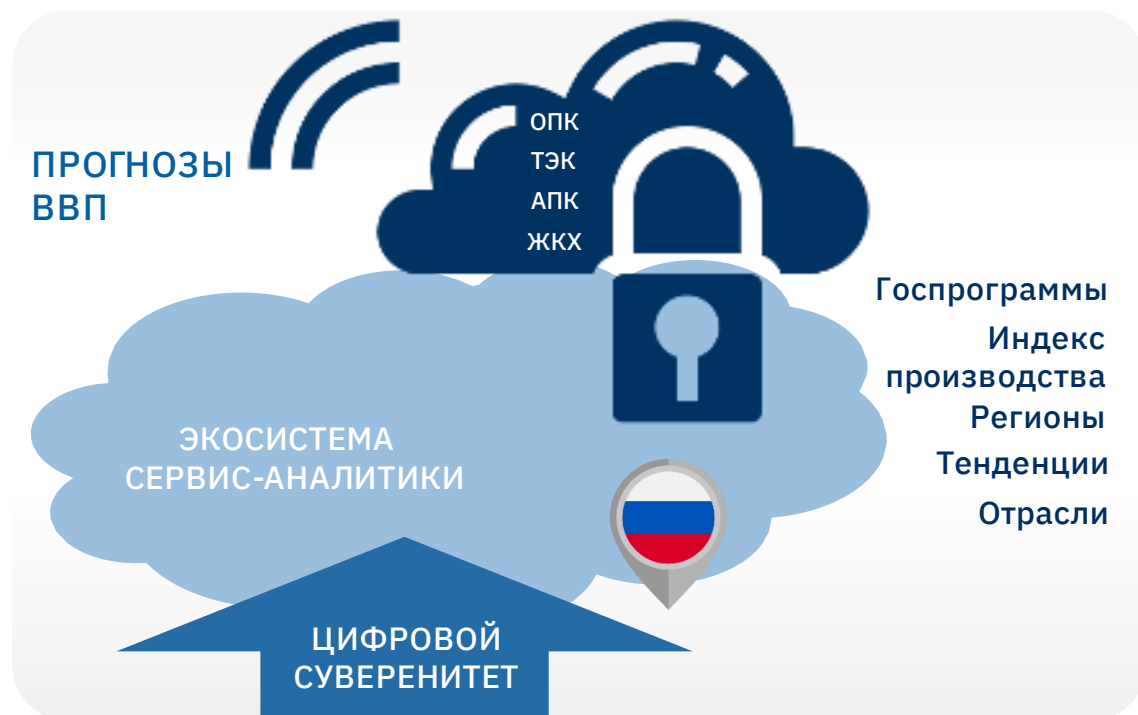 ПРОГНОЗЫ
ВВП
ОПК
ТЭК
АПК
ЖКХ
Госпрограммы
Индекс
производства
Регионы
Тенденции
Отрасли
ЭКОСИСТЕМА
СЕРВИС-АНАЛИТИКИ
ЦИФРОВОЙ
СУВЕРЕНИТЕТ